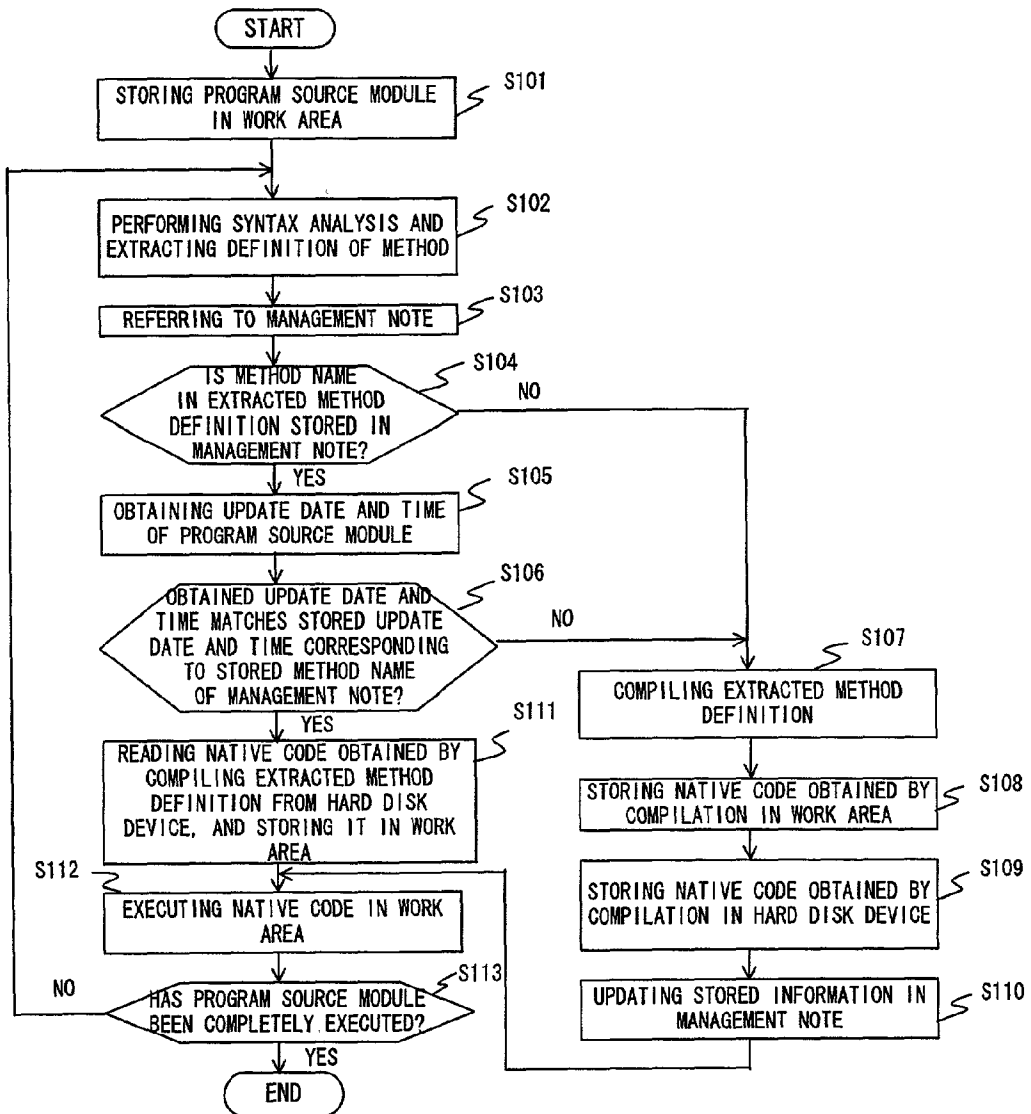 START
S101
STORING PROGRAM SOURCE MODULE
IN WORK AREA
S102
PERFORMING SYNTAX ANALYSIS AND
EXTRACTING DEFINITION OF METHOD
S103
REFERRING TO MANAGEMENT NOTE
S104
IS METHOD NAME
IN EXTRACTED METHOD
DEFINITION STORED IN
MANAGEMENT NOTE?
NO
YES
S105
OBTAINING UPDATE DATE AND TIME
OF PROGRAM SOURCE MODULE
S106
OBTAINED UPDATE DATE AND
TIME MATCHES STORED UPDATE
DATE AND TIME CORRESPONDING
TO STORED METHOD NAME
OF MANAGEMENT NOTE?
NO
YES
S107
COMPILING EXTRACTED METHOD
DEFINITION
S108
STORING NATIVE CODE OBTAINED BY
COMPILATION IN WORK AREA
S109
STORING NATIVE CODE OBTAINED BY
COMPILATION IN HARD DISK DEVICE
S110
UPDATING STORED INFORMATION IN
MANAGEMENT NOTE
S111
READING NATIVE CODE OBTAINED BY
COMPILING EXTRACTED METHOD
DEFINITION FROM HARD DISK
DEVICE, AND STORING IT IN WORK
AREA
S112
EXECUTING NATIVE CODE IN WORK
AREA
S113
HAS PROGRAM SOURCE MODULE
BEEN COMPLETELY EXECUTED?
NO
YES
END